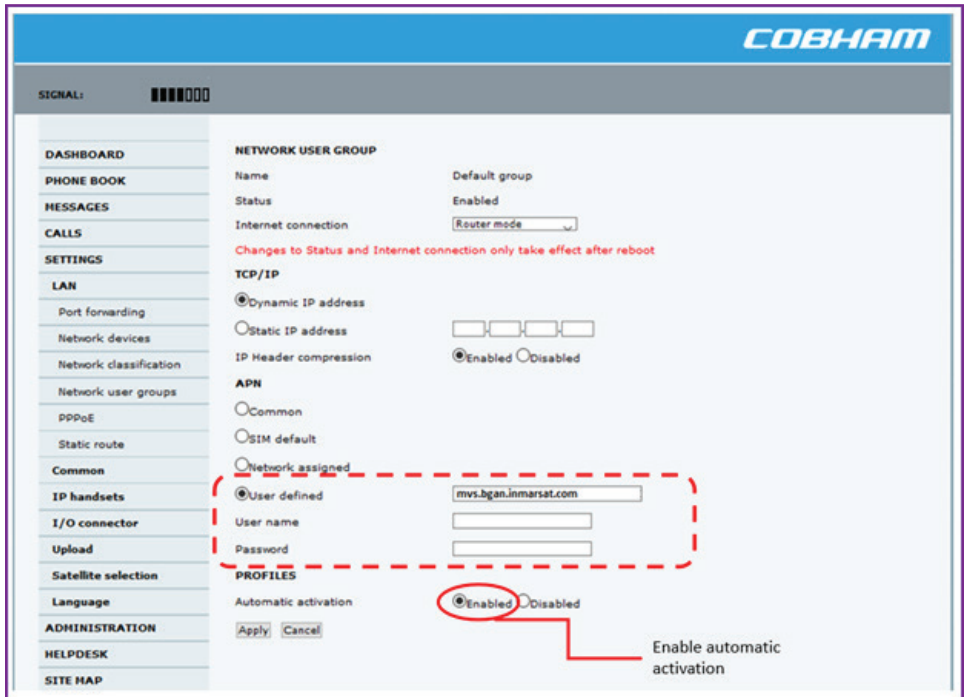 COBHAM
SIGNAL:
DASHBOARD
PHONE BOOK
MESSAGES
CALLS
SETTINGS
LAN
Port forwarding
Network devices
Network classification
Network user groups
PPPoE
Static route
Common
IP handsets
I/O connector
Upload
Satellite selection
Language
ADMINISTRATION
HELPDESK
SITE MAP
NETWORK USER GROUP
Name Default group
Status Enabled
Internet connection Router mode
Changes to Status and Internet connection only take effect after reboot
TCP/IP
Dynamic IP address
Static IP address
IP Header compression Enabled Disabled
APN
Common
SIM default
Network assigned
User defined mvs.bgan.inmarsat.com
User name
Password
PROFILES
Automatic activation Enabled Disabled
Apply Cancel
Enable automatic
activation